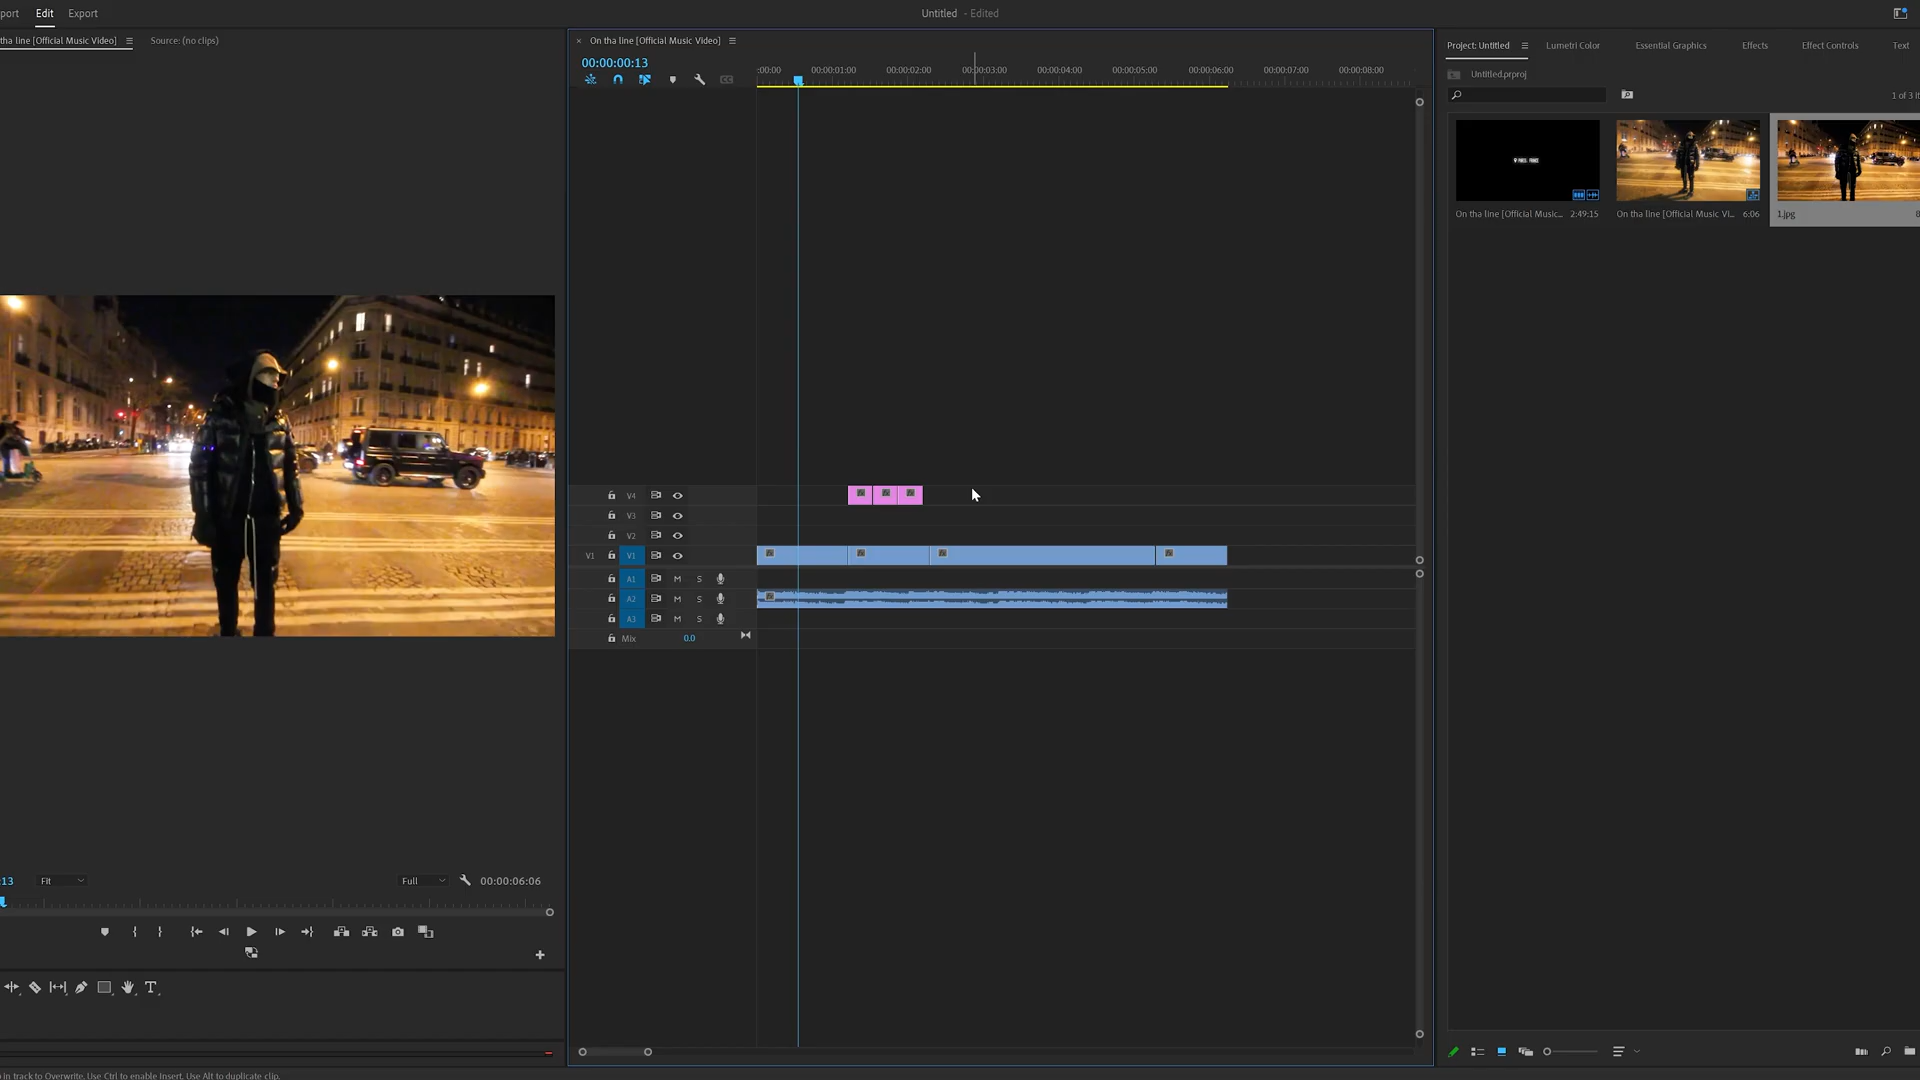 port Edit Export
Untitled - Edited
tha line [Official Music Video]
Source: (no clips)
× On tha line [Official Music Video]
00:00:00:13
:00:00 00:00:01:00 00:00:02:00 00:00:03:00 00:00:04:00 00:00:05:00 00:00:06:00 00:00:07:00 00:00:08:00
V4
V3
V2
V1 V1
A1 M S
A2 M S
A3 M S
Mix 0.0
:13 Fit Full 00:00:06:06
T
Project: Untitled Lumetri Color Essential Graphics Effects Effect Controls Text
Untitled.prproj
1 of 3 it
PARIS, FRANCE
On tha line [Official Music... 2:49:15
On tha line [Official Music Vi... 6:06
1.jpg
in track to Overwrite. Use Ctrl to enable Insert. Use Alt to duplicate clip.